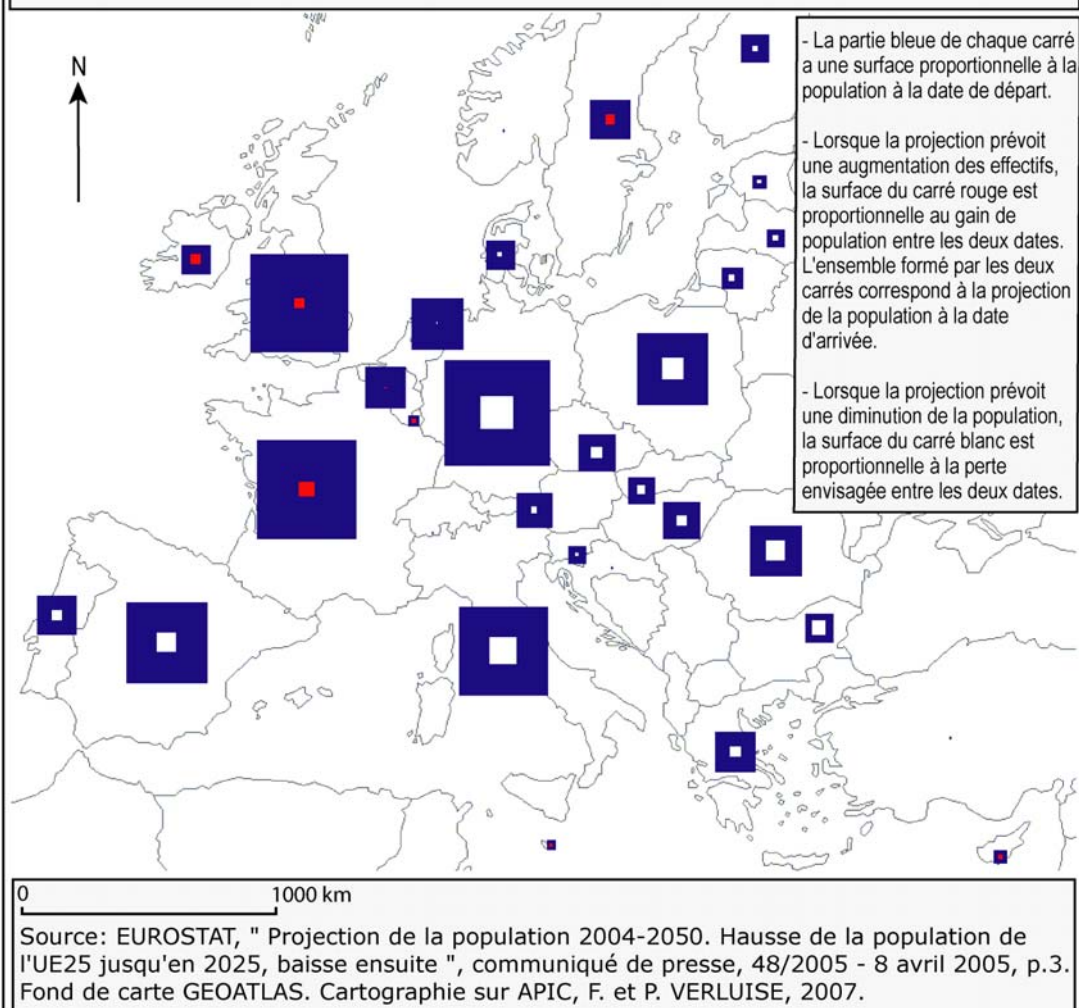 N
- La partie bleue de chaque carré
a une surface proportionnelle à la
population à la date de départ.
- Lorsque la projection prévoit
une augmentation des effectifs,
la surface du carré rouge est
proportionnelle au gain de
population entre les deux dates.
L'ensemble formé par les deux
carrés correspond à la projection
de la population à la date
d'arrivée.
- Lorsque la projection prévoit
une diminution de la population,
la surface du carré blanc est
proportionnelle à la perte
envisagée entre les deux dates.
0 1000 km
Source: EUROSTAT, " Projection de la population 2004-2050. Hausse de la population de
l'UE25 jusqu'en 2025, baisse ensuite ", communiqué de presse, 48/2005 - 8 avril 2005, p.3.
Fond de carte GEOATLAS. Cartographie sur APIC, F. et P. VERLUISE, 2007.